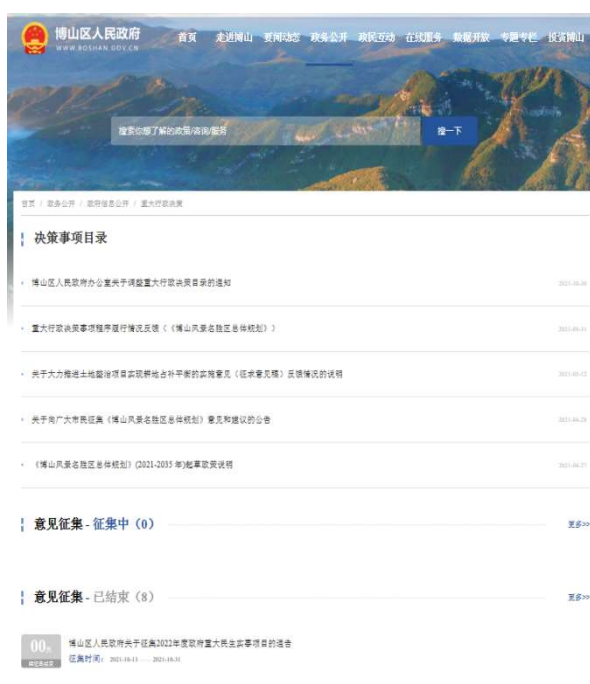 博山区人民政府
WWW.BOSHAN.GOV.CN
首页 走进博山 要闻动态 政务公开 政民互动 在线服务 数据开放 专题专栏 投资博山
搜索你想了解的政策/咨询/服务 搜一下
首页 / 政务公开 / 政府信息公开 / 重大行政决策
决策事项目录
博山区人民政府办公室关于调整重大行政决策目录的通知
重大行政决策事项程序履行情况反馈（《博山风景名胜区总体规划》）
关于大力推进土地整治项目实现耕地占补平衡的实施意见（征求意见稿）反馈情况的说明
关于向广大市民征集《博山风景名胜区总体规划》意见和建议的公告
《博山风景名胜区总体规划》(2021-2035 年)起草政策说明
意见征集 - 征集中（0） 更多>>
意见征集 - 已结束（8） 更多>>
00天 博山区人民政府关于征集2022年度政府重大民生实事项目的通告
征集时间： 2021-10-13 — 2021-10-31